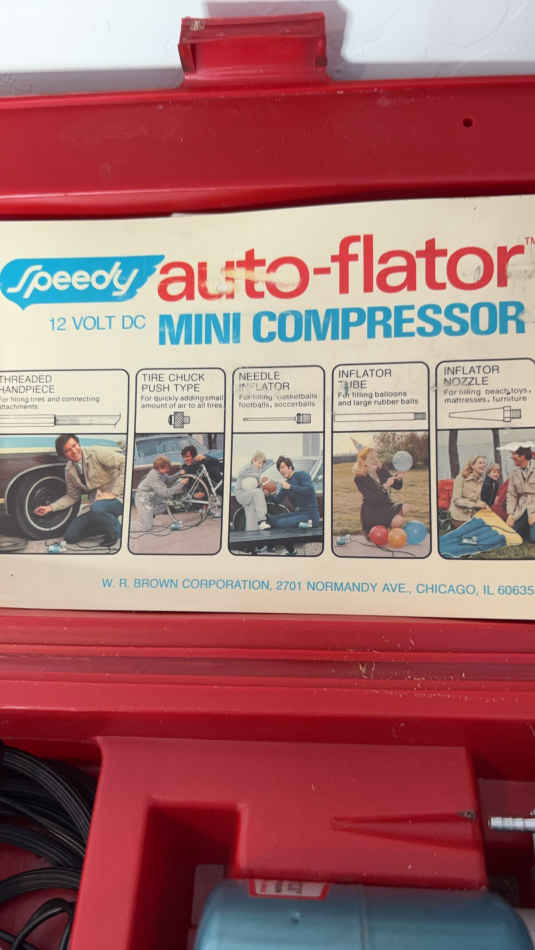 Speedy auto-flator™
12 VOLT DC MINI COMPRESSOR
THREADED
HANDPIECE
For filling tires and connecting
attachments
TIRE CHUCK
PUSH TYPE
For quickly adding small
amount of air to all tires.
NEEDLE
INFLATOR
For filling basketballs
footballs, soccerballs
INFLATOR
TUBE
For filling balloons
and large rubber balls
INFLATOR
NOZZLE
For filling beach toys,
mattresses, furniture
W. R. BROWN CORPORATION, 2701 NORMANDY AVE., CHICAGO, IL 60635